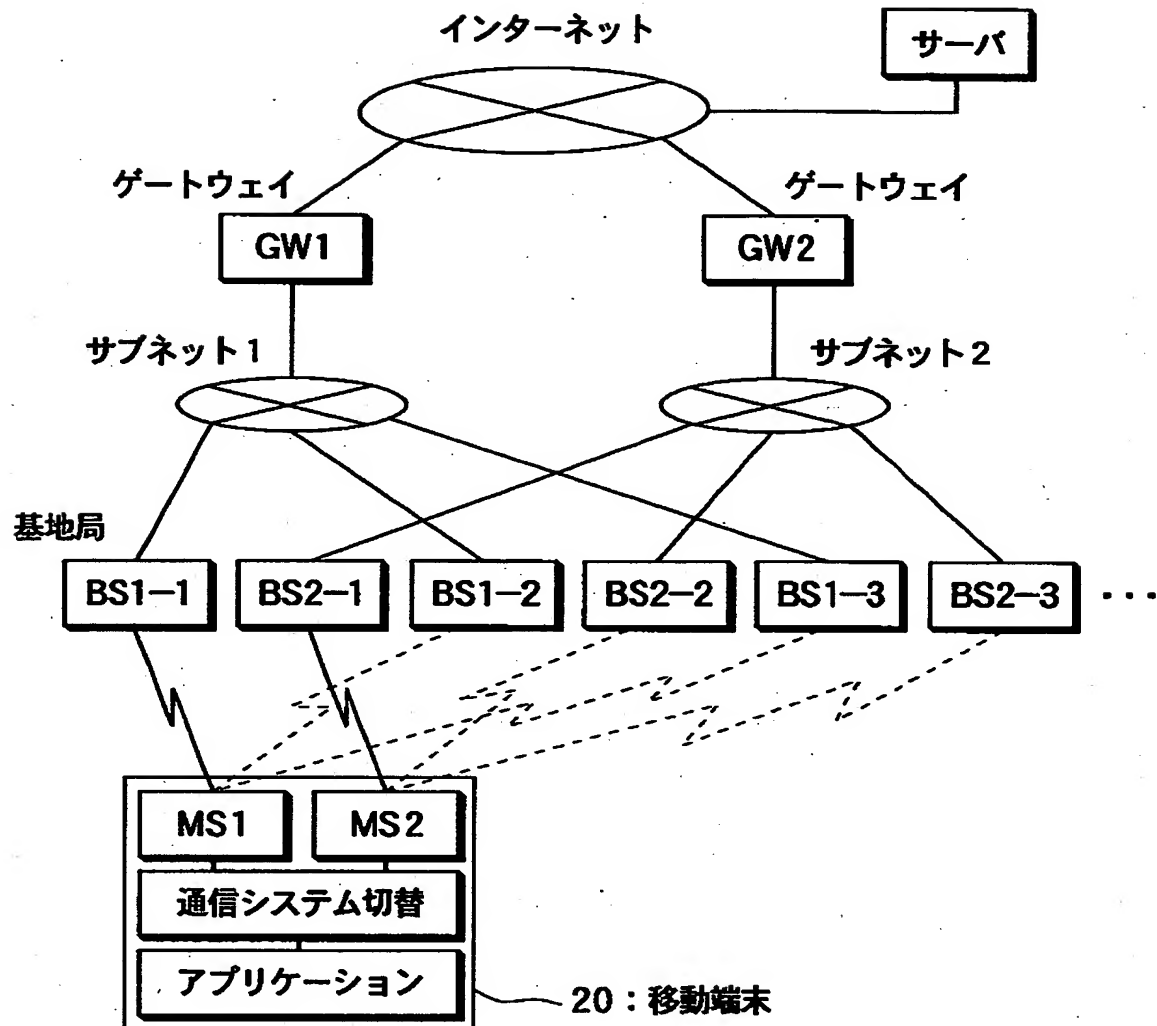 インターネット
サーバ
ゲートウェイ
ゲートウェイ
GW1
GW2
サブネット1
サブネット2
基地局
BS1-1
BS2-1
BS1-2
BS2-2
BS1-3
BS2-3
・・・
MS1
MS2
通信システム切替
アプリケーション
20：移動端末